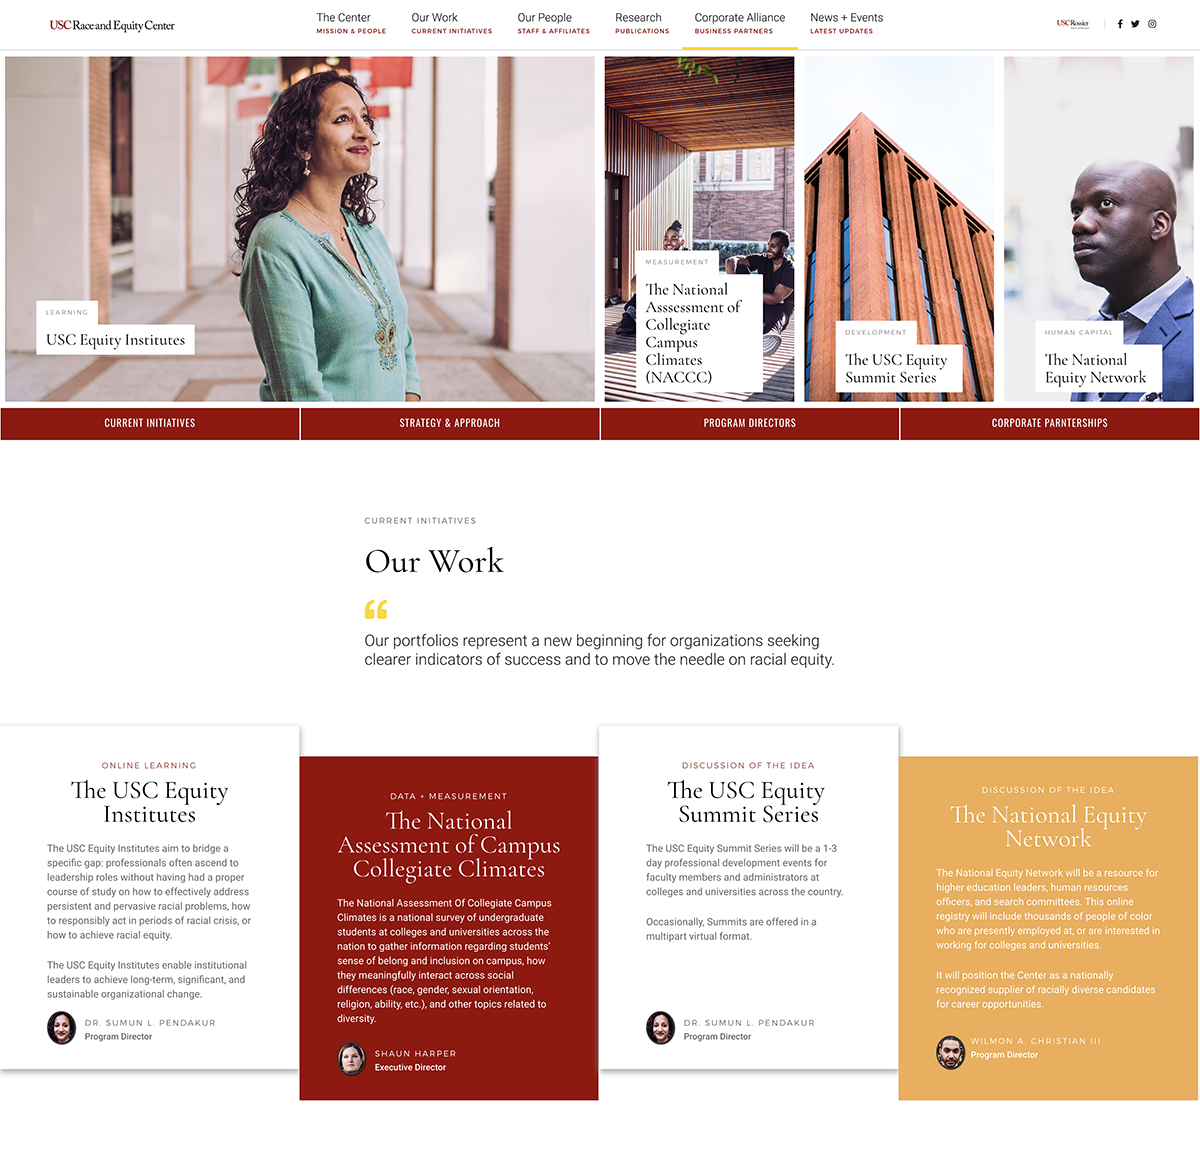 USC Race and Equity Center
The Center
MISSION & PEOPLE
Our Work
CURRENT INITIATIVES
Our People
STAFF & AFFILIATES
Research
PUBLICATIONS
Corporate Alliance
BUSINESS PARTNERS
News + Events
LATEST UPDATES
USC Rossier
LEARNING
USC Equity Institutes
MEASUREMENT
The National
Asssessment of
Collegiate
Campus
Climates
(NACCC)
DEVELOPMENT
The USC Equity
Summit Series
HUMAN CAPITAL
The National
Equity Network
CURRENT INITIATIVES
STRATEGY & APPROACH
PROGRAM DIRECTORS
CORPORATE PARNTERSHIPS
CURRENT INITIATIVES
Our Work
“
Our portfolios represent a new beginning for organizations seeking
clearer indicators of success and to move the needle on racial equity.
ONLINE LEARNING
The USC Equity
Institutes
The USC Equity Institutes aim to bridge a
specific gap: professionals often ascend to
leadership roles without having had a proper
course of study on how to effectively address
persistent and pervasive racial problems, how
to responsibly act in periods of racial crisis, or
how to achieve racial equity.
The USC Equity Institutes enable institutional
leaders to achieve long-term, significant, and
sustainable organizational change.
DR. SUMUN L. PENDAKUR
Program Director
DATA + MEASUREMENT
The National
Assessment of Campus
Collegiate Climates
The National Assessment Of Collegiate Campus
Climates is a national survey of undergraduate
students at colleges and universities across the
nation to gather information regarding students’
sense of belong and inclusion on campus, how
they meaningfully interact across social
differences (race, gender, sexual orientation,
religion, ability, etc.), and other topics related to
diversity.
SHAUN HARPER
Executive Director
DISCUSSION OF THE IDEA
The USC Equity
Summit Series
The USC Equity Summit Series will be a 1-3
day professional development events for
faculty members and administrators at
colleges and universities across the country.
Occasionally, Summits are offered in a
multipart virtual format.
DR. SUMUN L. PENDAKUR
Program Director
DISCUSSION OF THE IDEA
The National Equity
Network
The National Equity Network will be a resource for
higher education leaders, human resources
officers, and search committees. This online
registry will include thousands of people of color
who are presently employed at, or are interested in
working for colleges and universities.
It will position the Center as a nationally
recognized supplier of racially diverse candidates
for career opportunities.
WILMON A. CHRISTIAN III
Program Director